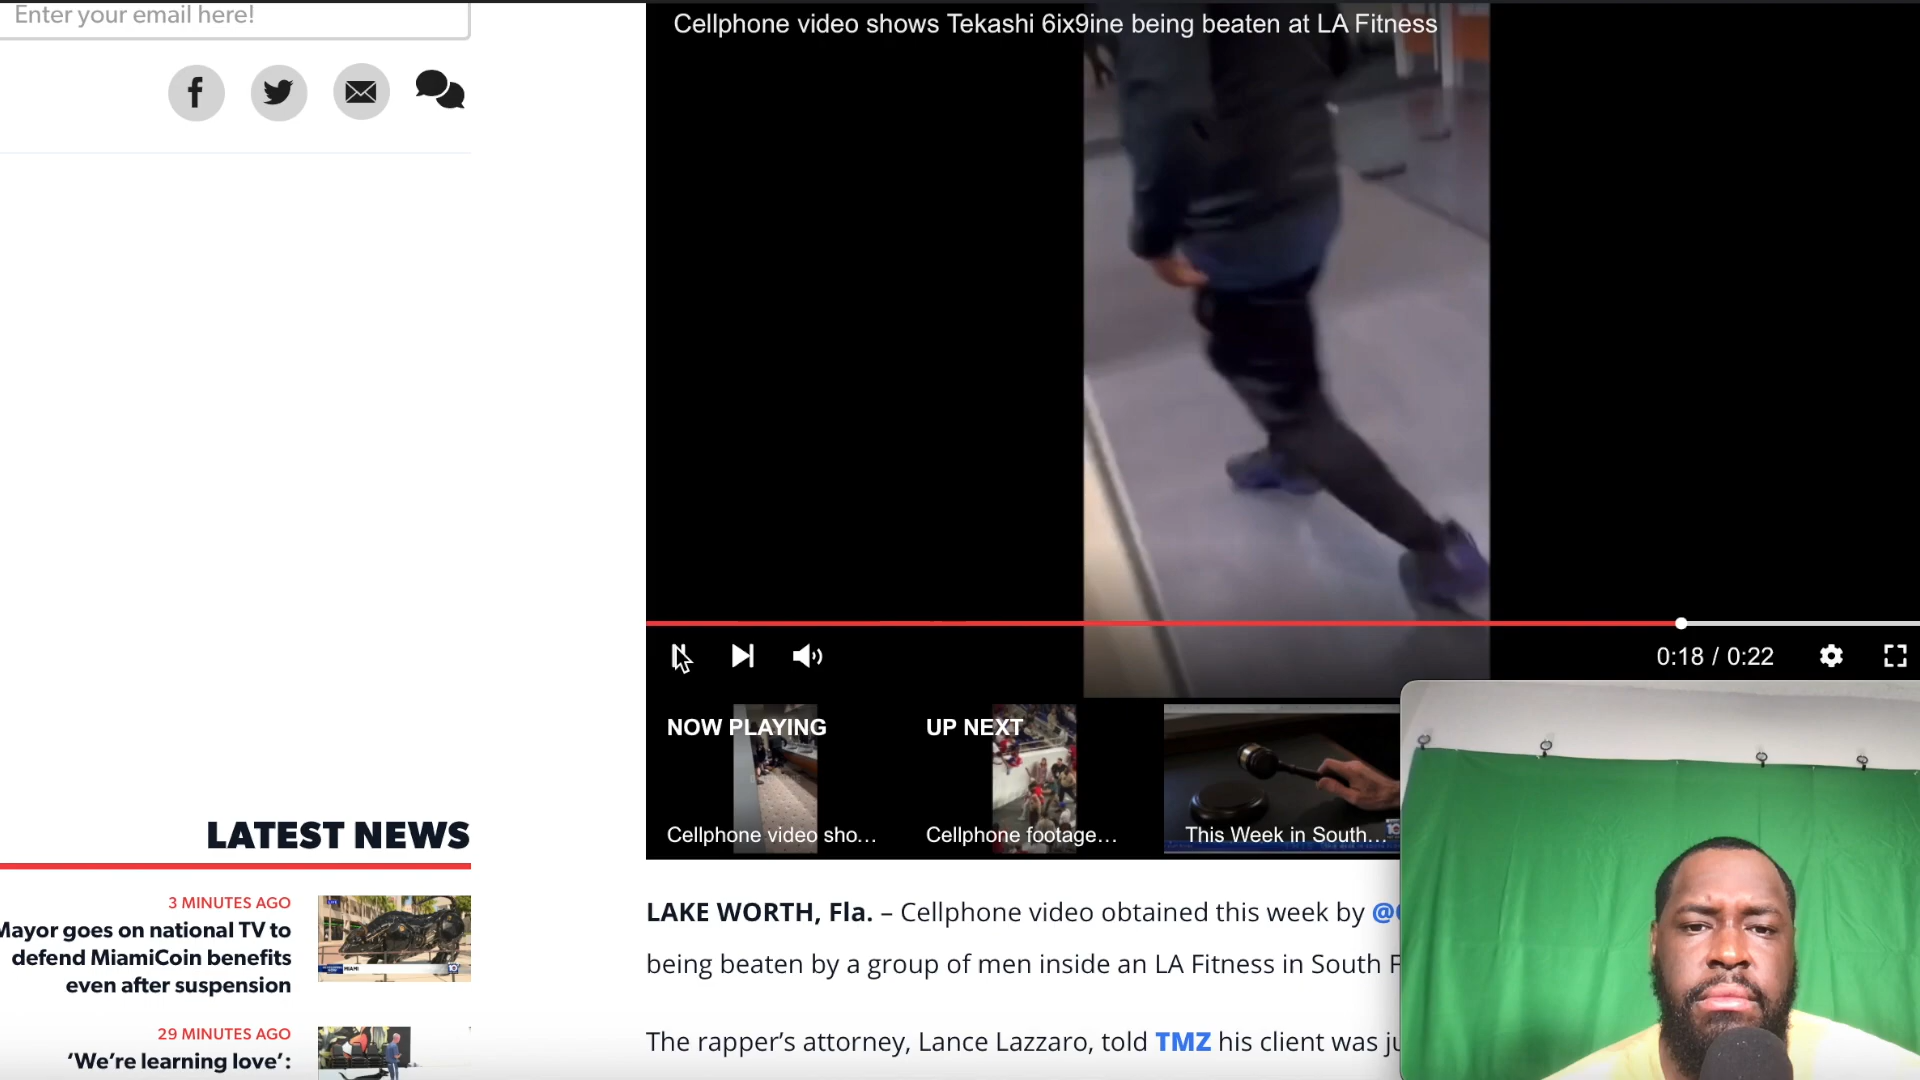 Enter your email here!
Cellphone video shows Tekashi 6ix9ine being beaten at LA Fitness
0:18 / 0:22
NOW PLAYING
UP NEXT
Cellphone video sho...
Cellphone footage...
This Week in South...
LATEST NEWS
3 MINUTES AGO
Mayor goes on national TV to
defend MiamiCoin benefits
even after suspension
29 MINUTES AGO
‘We’re learning love’:
LAKE WORTH, Fla. – Cellphone video obtained this week by
being beaten by a group of men inside an LA Fitness in South F
The rapper’s attorney, Lance Lazzaro, told TMZ his client was ju